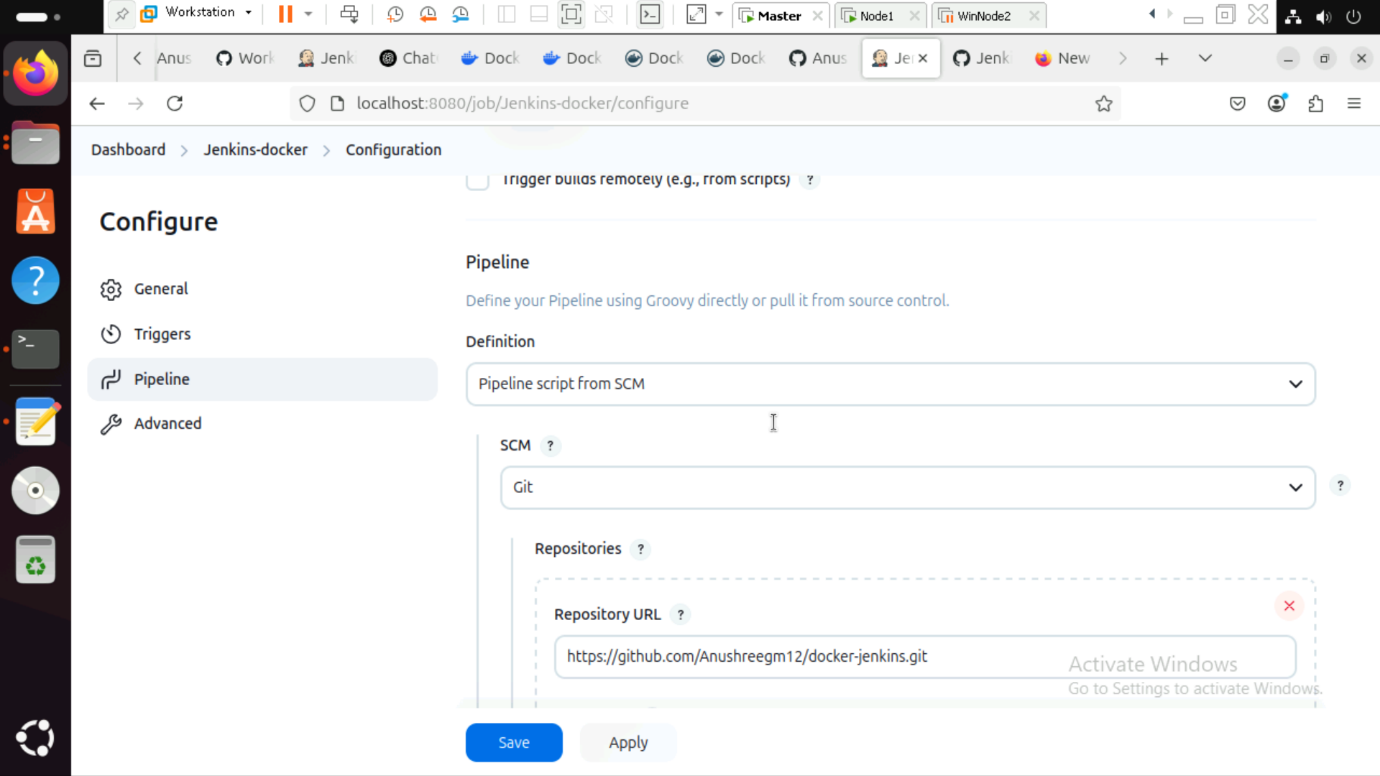 Workstation
Master
Node1
WinNode2
Anus
Work
Jenki
Chat
Dock
Dock
Dock
Dock
Anus
Je
Jenki
New
localhost:8080/job/Jenkins-docker/configure
Dashboard > Jenkins-docker > Configuration
Trigger builds remotely (e.g., from scripts) ?
Configure
General
Triggers
Pipeline
Advanced
Pipeline
Define your Pipeline using Groovy directly or pull it from source control.
Definition
Pipeline script from SCM
SCM ?
Git
?
Repositories ?
Repository URL ?
https://github.com/Anushreegm12/docker-jenkins.git
Activate Windows
Go to Settings to activate Windows.
Save
Apply